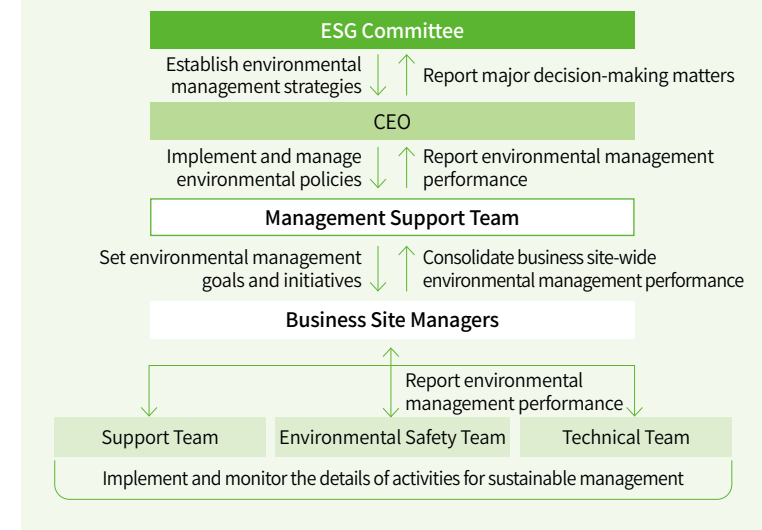 ESG Committee
Establish environmental
management strategies
Report major decision-making matters
CEO
Implement and manage
environmental policies
Report environmental management
performance
Management Support Team
Set environmental management
goals and initiatives
Consolidate business site-wide
environmental management performance
Business Site Managers
Report environmental
management performance
Support Team
Environmental Safety Team
Technical Team
Implement and monitor the details of activities for sustainable management